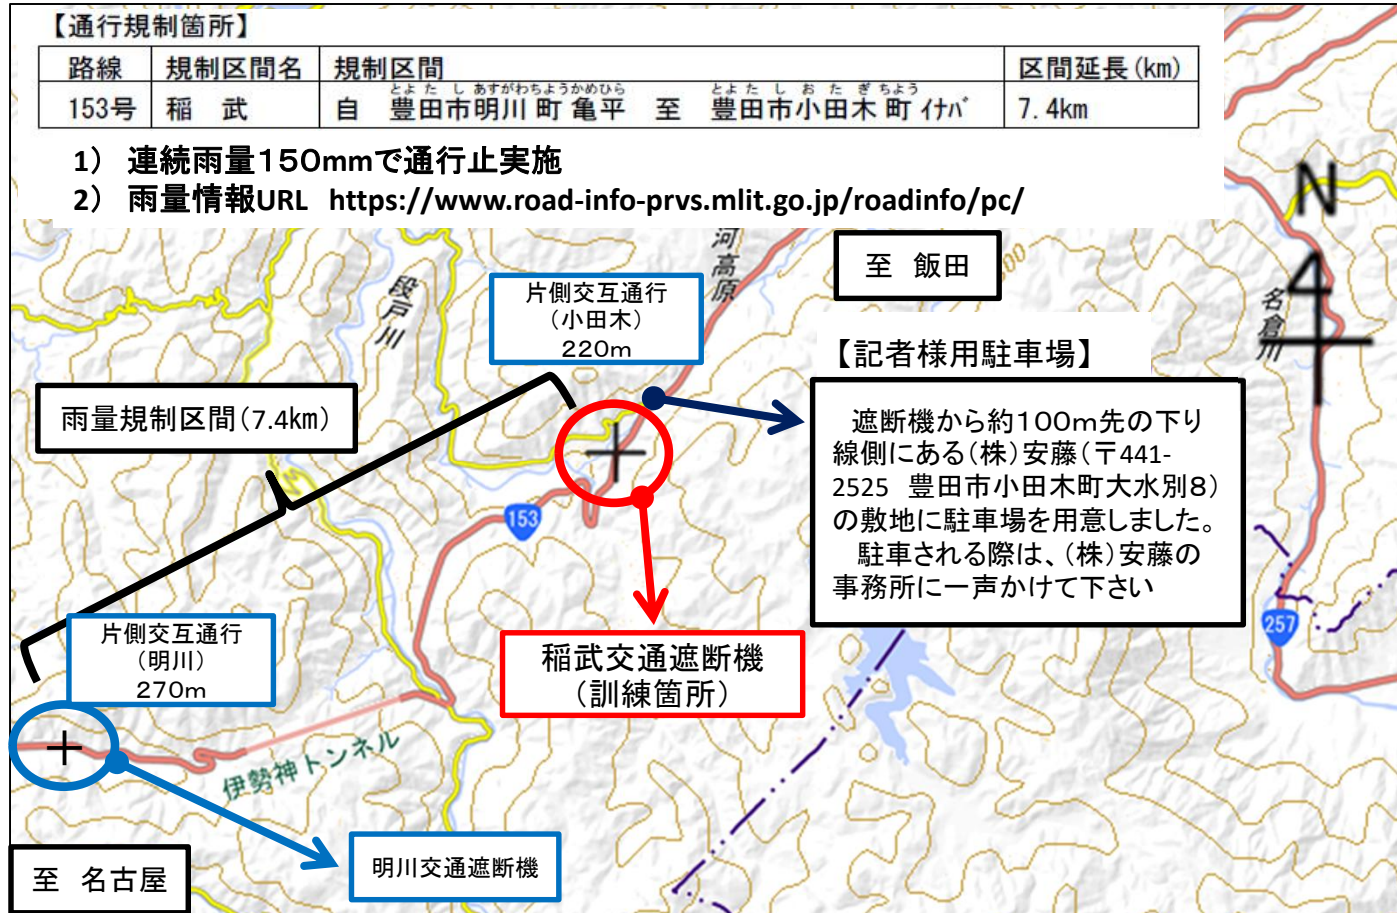 【通行規制箇所】
路線 規制区間名 規制区間 区間延長(km)
とよたしあすがわちょうかめひら とよたしおたぎちょう
153号 稲武 自 豊田市明川町亀平 至 豊田市小田木町イナバ 7.4km
1) 連続雨量150mmで通行止実施
2) 雨量情報URL https://www.road-info-prvs.mlit.go.jp/roadinfo/pc/
N
至 飯田
河高原
段戸川
名倉川
片側交互通行
(小田木)
220m
【記者様用駐車場】
遮断機から約100m先の下り
線側にある(株)安藤(〒441-
2525 豊田市小田木町大水別8)
の敷地に駐車場を用意しました。
駐車される際は、(株)安藤の
事務所に一声かけて下さい
雨量規制区間(7.4km)
153
257
片側交互通行
(明川)
270m
稲武交通遮断機
(訓練箇所)
伊勢神トンネル
至 名古屋
明川交通遮断機